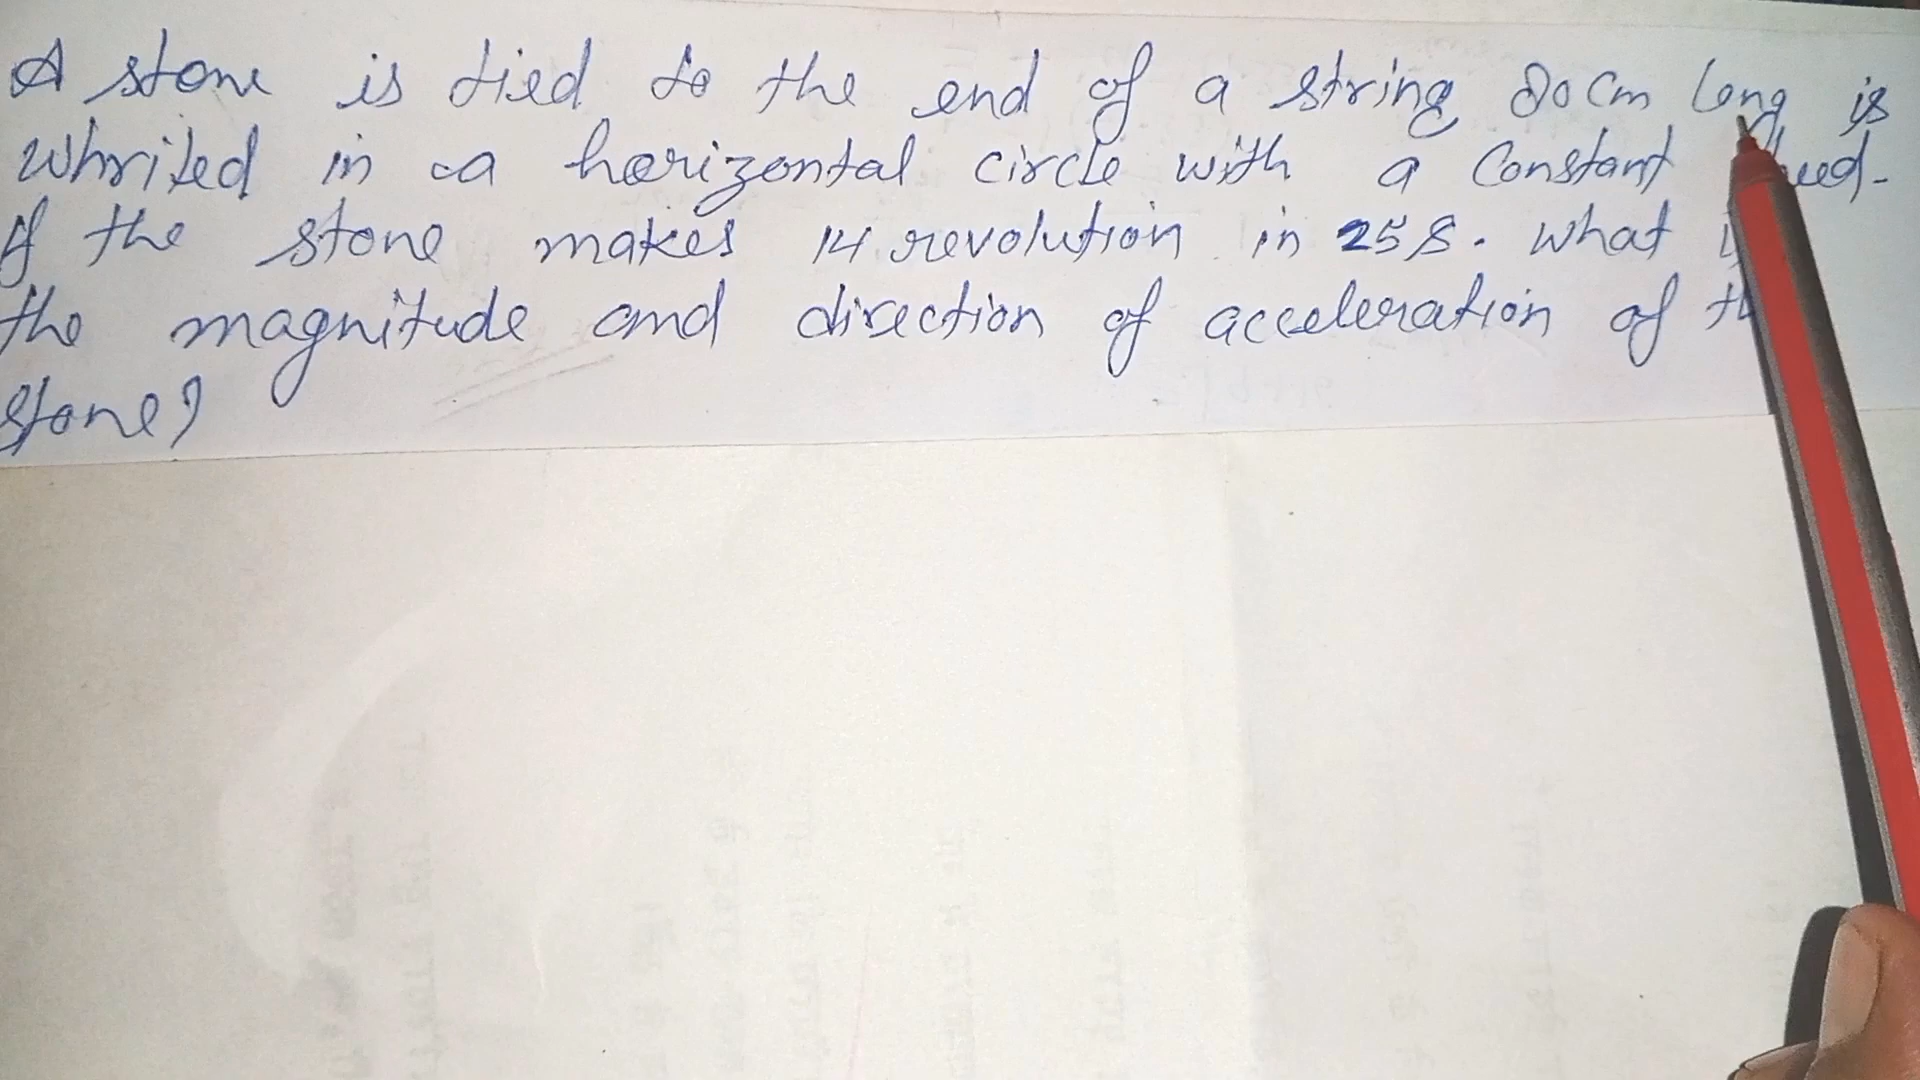 A stone is tied to the end of a string 80 cm long is
whriled in a horizontal circle with a constant
If the stone makes 14 revolution in 25 s. what
the magnitude and direction of acceleration of
stone?